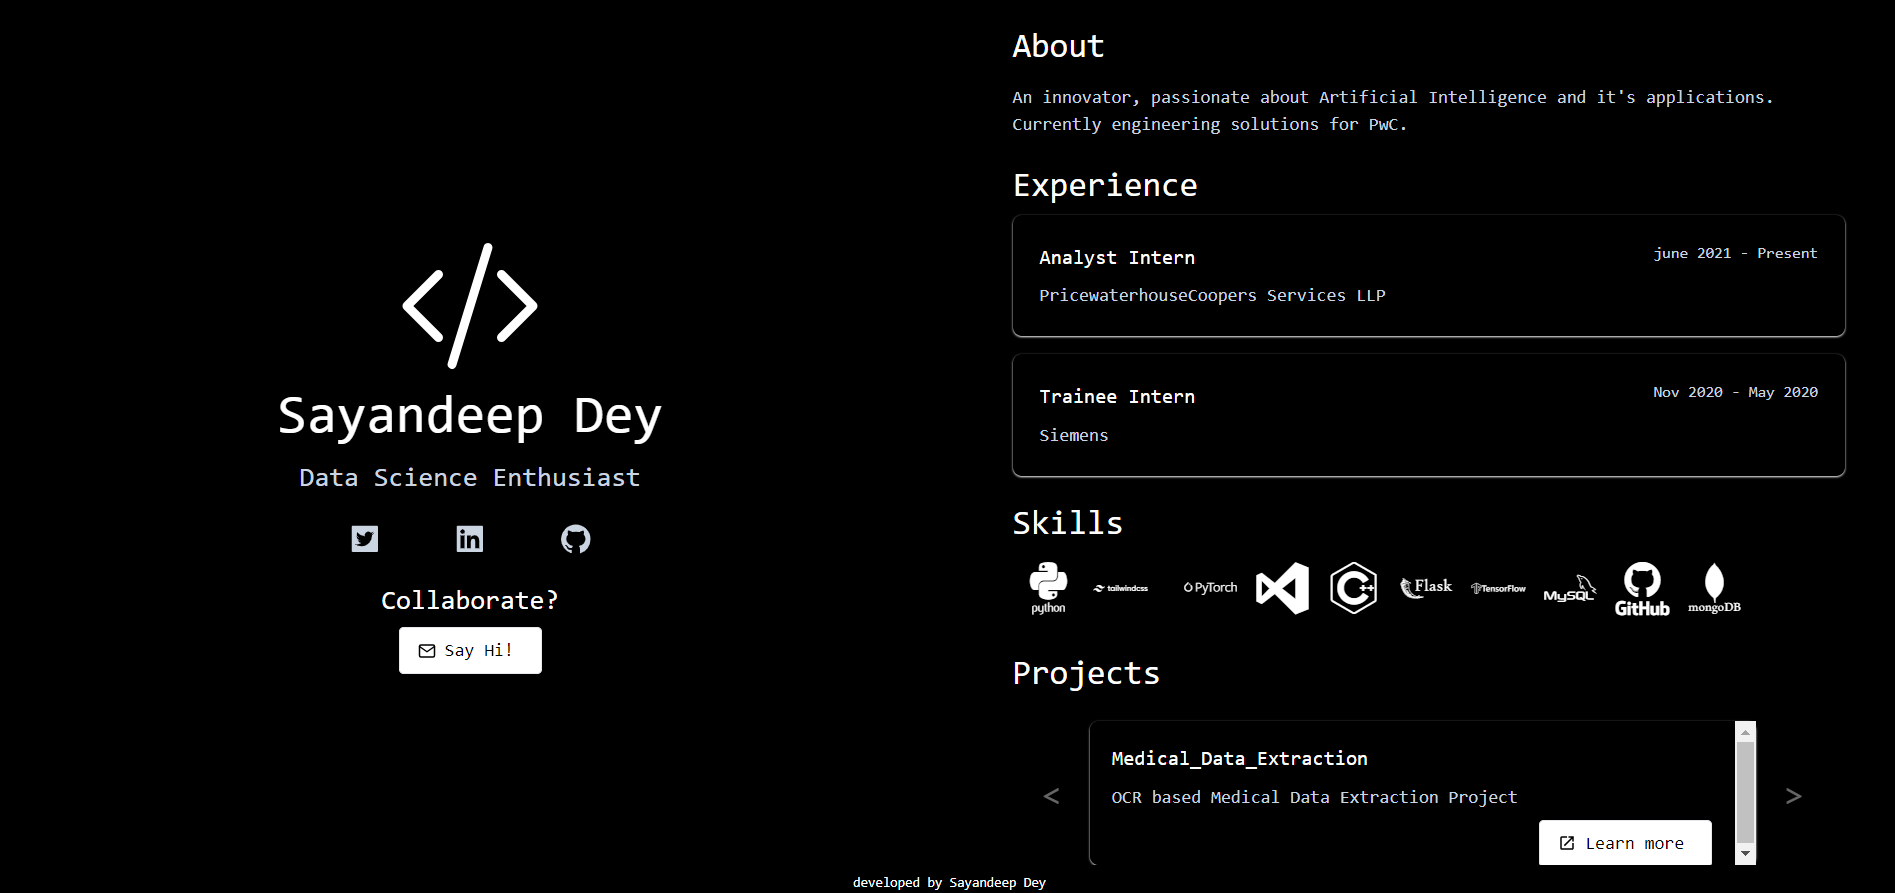 </>
Sayandeep Dey
Data Science Enthusiast
in
Collaborate?
Say Hi!
About
An innovator, passionate about Artificial Intelligence and it's applications.
Currently engineering solutions for PwC.
Experience
Analyst Intern
june 2021 - Present
PricewaterhouseCoopers Services LLP
Trainee Intern
Nov 2020 - May 2020
Siemens
Skills
python
tailwindcss
PyTorch
C++
Flask
TensorFlow
MySQL
GitHub
mongoDB
Projects
<
Medical_Data_Extraction
OCR based Medical Data Extraction Project
Learn more
>
developed by Sayandeep Dey